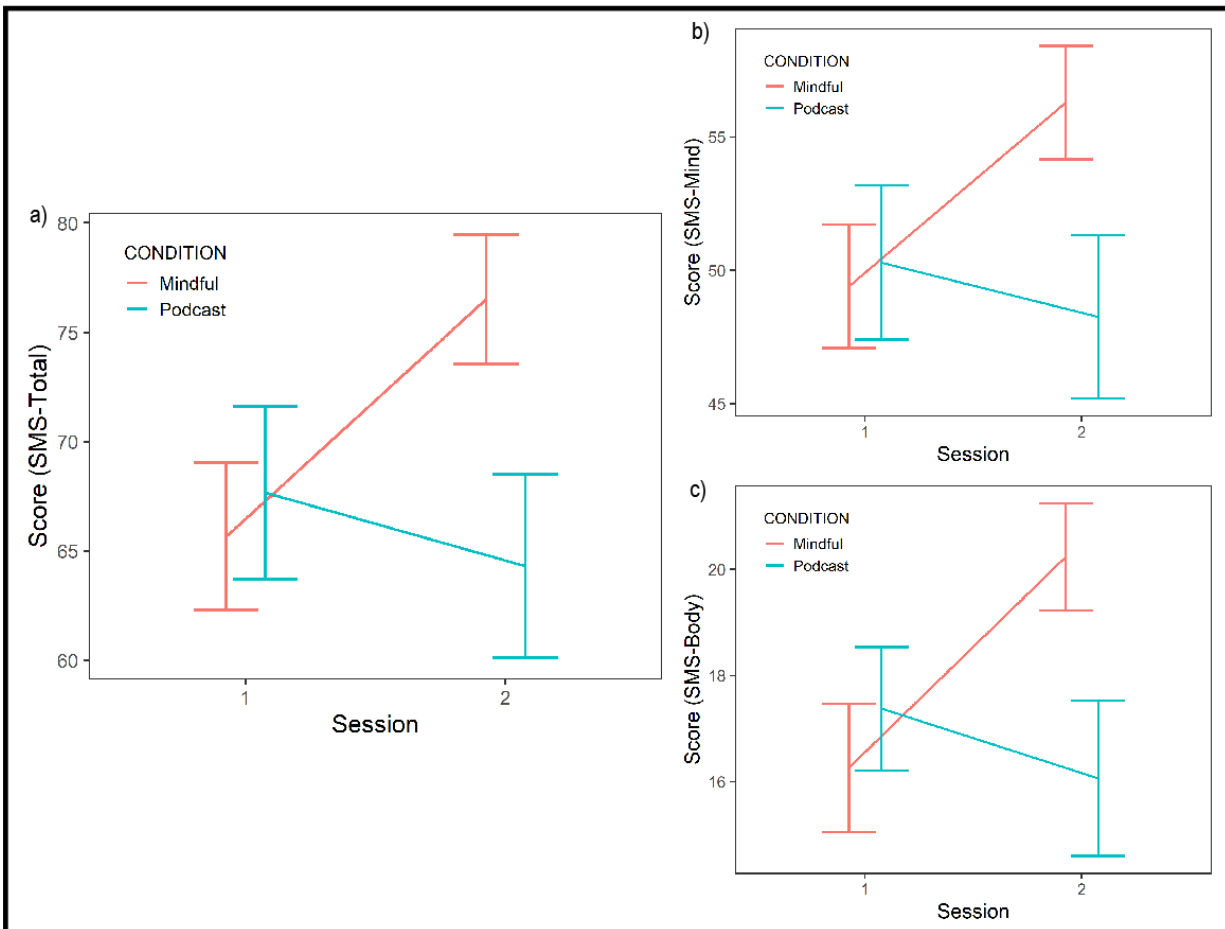 a)
CONDITION
Mindful
Podcast
Score (SMS-Total)
80
75
70
65
60
1
2
Session
b)
CONDITION
Mindful
Podcast
Score (SMS-Mind)
55
50
45
1
2
Session
c)
CONDITION
Mindful
Podcast
Score (SMS-Body)
20
18
16
1
2
Session